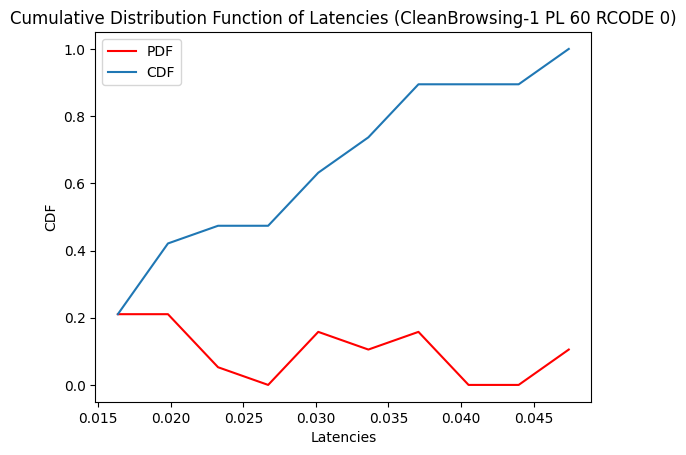 Cumulative Distribution Function of Latencies (CleanBrowsing-1 PL 60 RCODE 0)
PDF
CDF
1.0
0.8
0.6
0.4
0.2
0.0
CDF
0.015
0.020
0.025
0.030
0.035
0.040
0.045
Latencies